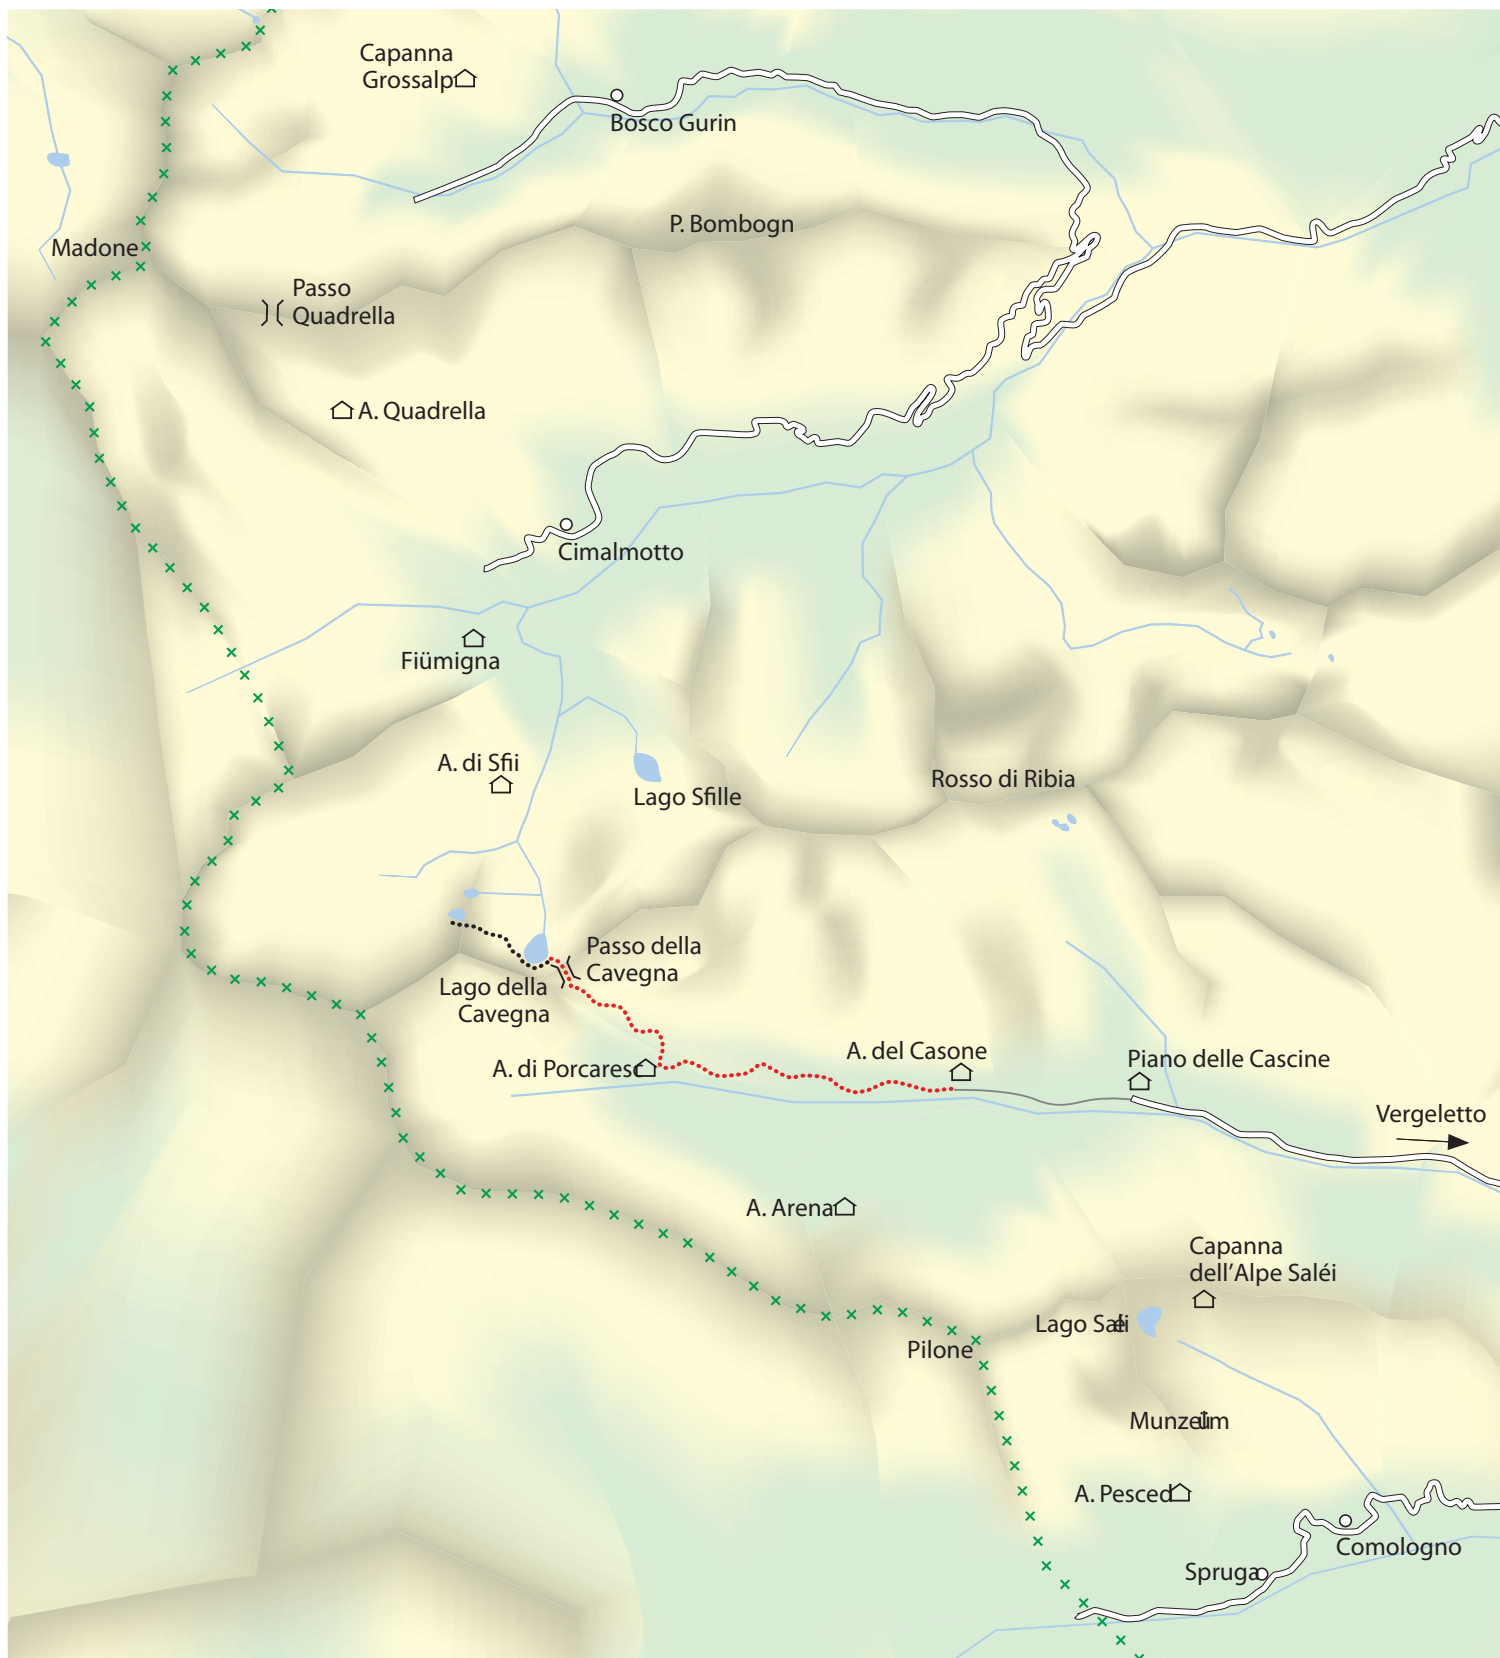 Capanna
Grossalp
Bosco Gurin
P. Bombogn
Madone
Passo
Quadrella
A. Quadrella
Cimalmotto
Fiümigna
A. di Sfii
Lago Sfille
Rosso di Ribia
Passo della
Cavegna
Lago della
Cavegna
A. di Porcaresc
A. del Casone
Piano delle Cascine
Vergeletto
A. Arena
Capanna
dell'Alpe Saléi
Lago Saléi
Pilone
Munzeüm
A. Pesced
Comologno
Spruga